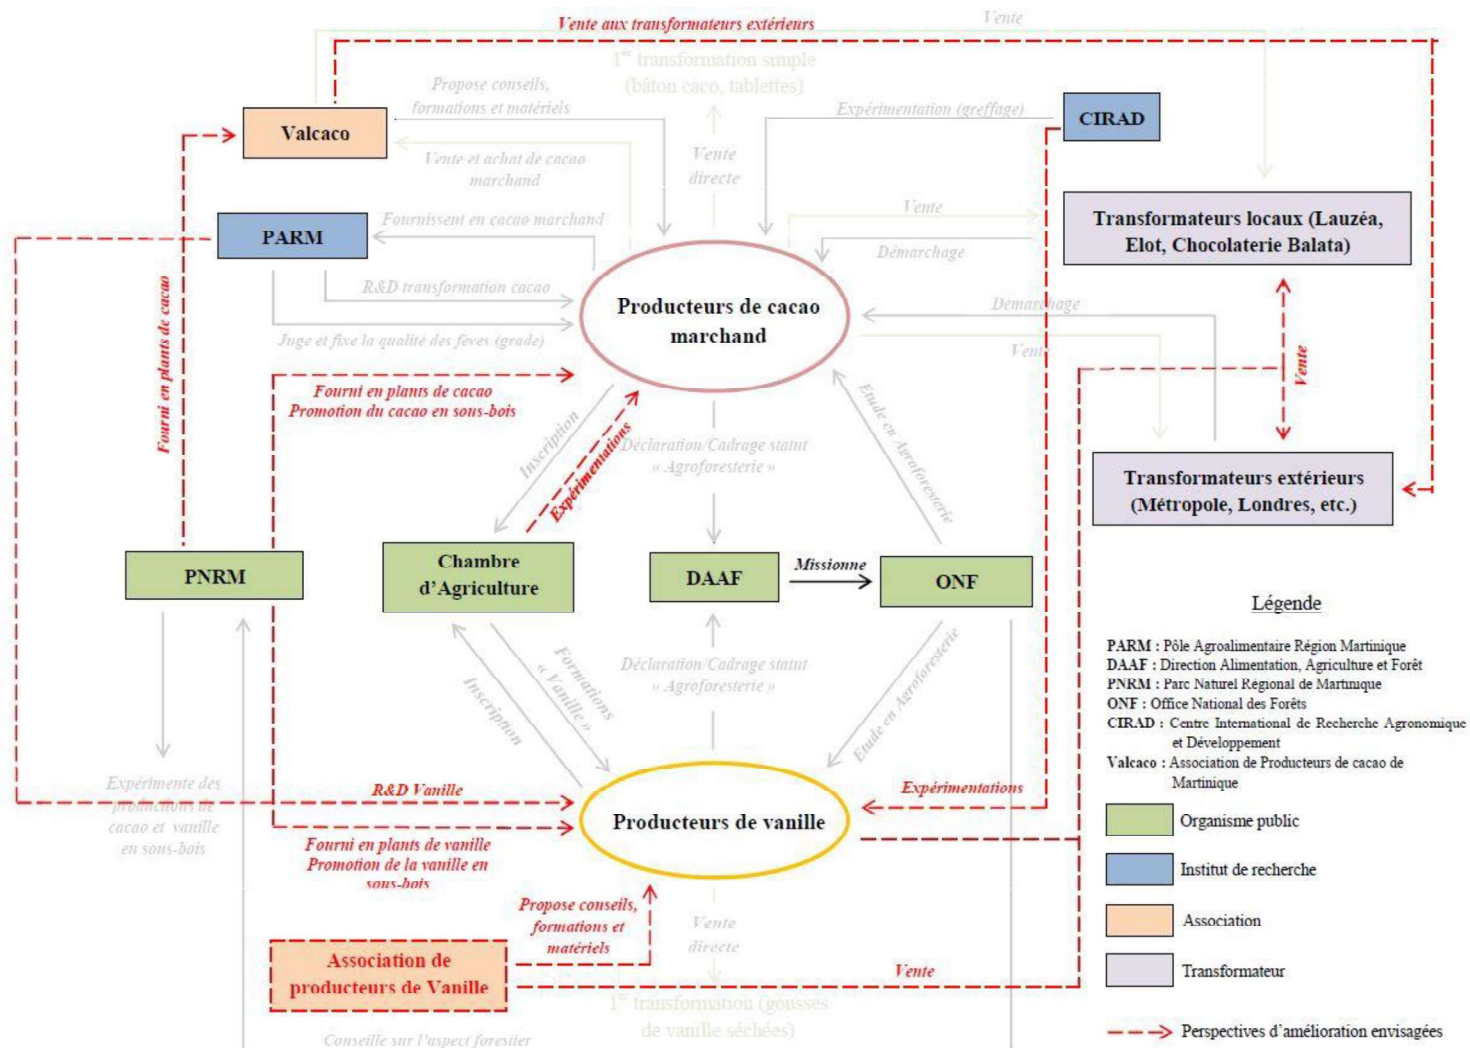 Vente aux transformateurs extérieurs
Vente
1re transformation simple
(bâton caco, tablettes)
Propose conseils,
formations et matériels
Valcaco
Expérimentation (greffage)
CIRAD
Vente et achat de cacao
marchand
Vente
directe
Fournissent en cacao marchand
PARM
Vente
Démarchage
Transformateurs locaux (Lauzéa,
Elot, Chocolaterie Balata)
R&D transformation cacao
Juge et fixe la qualité des feves (grade)
Producteurs de cacao
marchand
Démarchage
Vente
Vente
Fourni en plants de cacao
Fourni en plants de cacao
Promotion du cacao en sous-bois
Inscription
Expérimentations
Déclaration/Cadrage statut
« Agroforesterie »
Etude en Agroforesterie
Transformateurs extérieurs
(Métropole, Londres, etc.)
PNRM
Chambre
d'Agriculture
DAAF
Missionne
ONF
Légende
PARM : Pôle Agroalimentaire Région Martinique
DAAF : Direction Alimentation, Agriculture et Forêt
PNRM : Parc Naturel Régional de Martinique
ONF : Office National des Forêts
CIRAD : Centre International de Recherche Agronomique
et Développement
Valcaco : Association de Producteurs de cacao de
Martinique
Inscription
Formations
« Vanille »
Déclaration/Cadrage statut
« Agroforesterie »
Etude en Agroforesterie
Expérimente des
productions de
cacao et vanille
en sous-bois
R&D Vanille
Expérimentations
Producteurs de vanille
Fourni en plants de vanille
Promotion de la vanille en
sous-bois
Propose conseils,
formations et
matériels
Vente
directe
Association de
producteurs de Vanille
Vente
1re transformation (gousses
de vanille séchées)
Conseille sur l'aspect forestier
Organisme public
Institut de recherche
Association
Transformateur
Perspectives d'amélioration envisagées